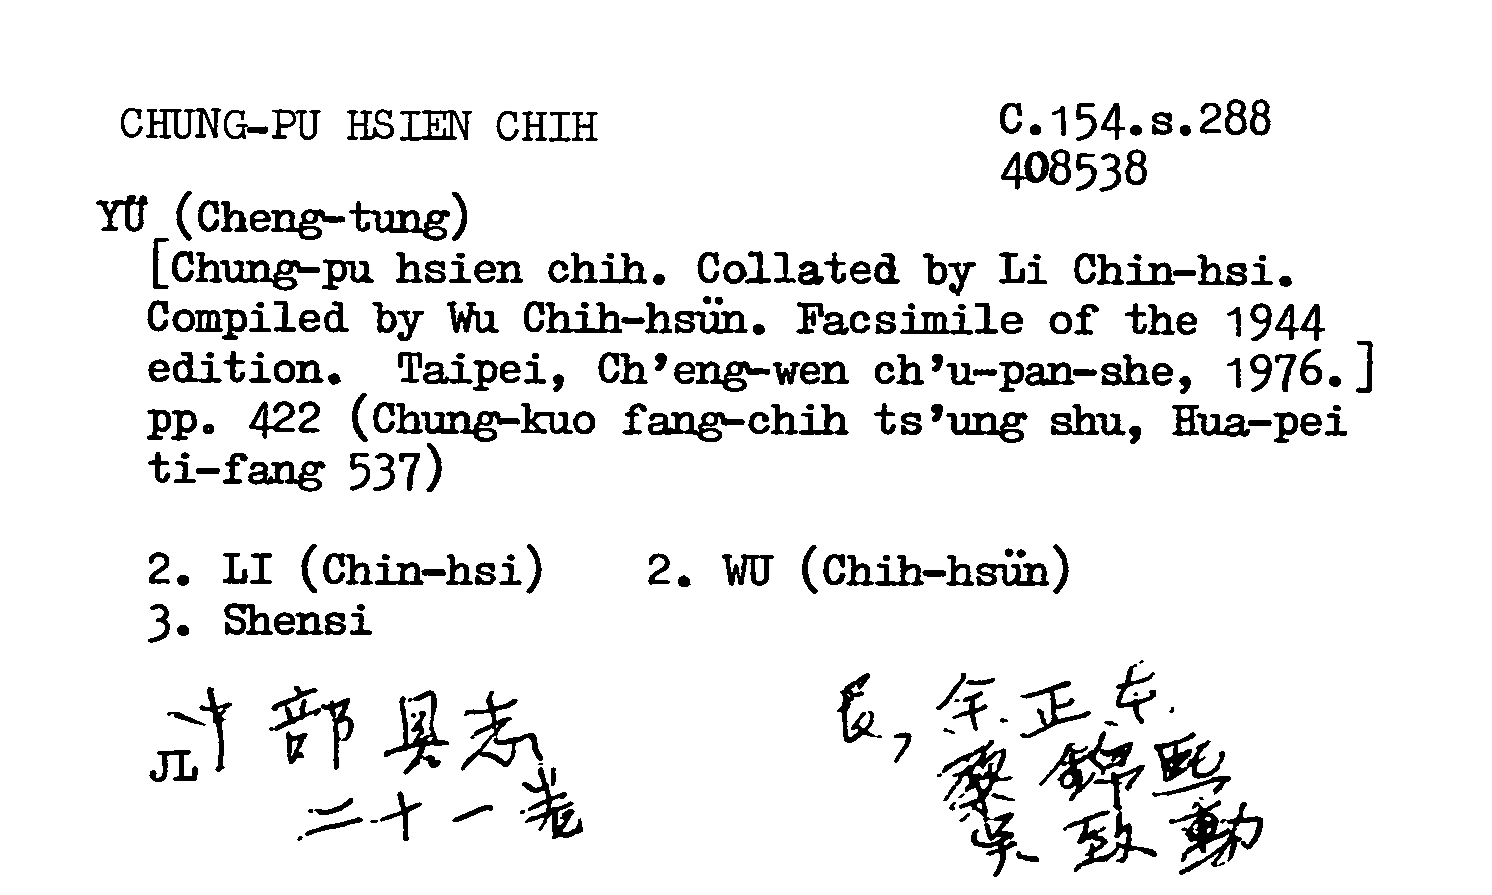 CHUNG-PU HSIEN CHIH
C.154.s.288
408538
YÜ (Cheng-tung)
[Chung-pu hsien chih. Collated by Li Chin-hsi.
Compiled by Wu Chih-hsün. Facsimile of the 1944
edition. Taipei, Ch'eng-wen ch'u-pan-she, 1976.]
pp. 422 (Chung-kuo fang-chih ts'ung shu, Hua-pei
ti-fang 537)
2. LI (Chin-hsi) 2. WU (Chih-hsün)
3. Shensi
中部具志
JL
二十一卷
余正东
黎錦熙
吴致勳